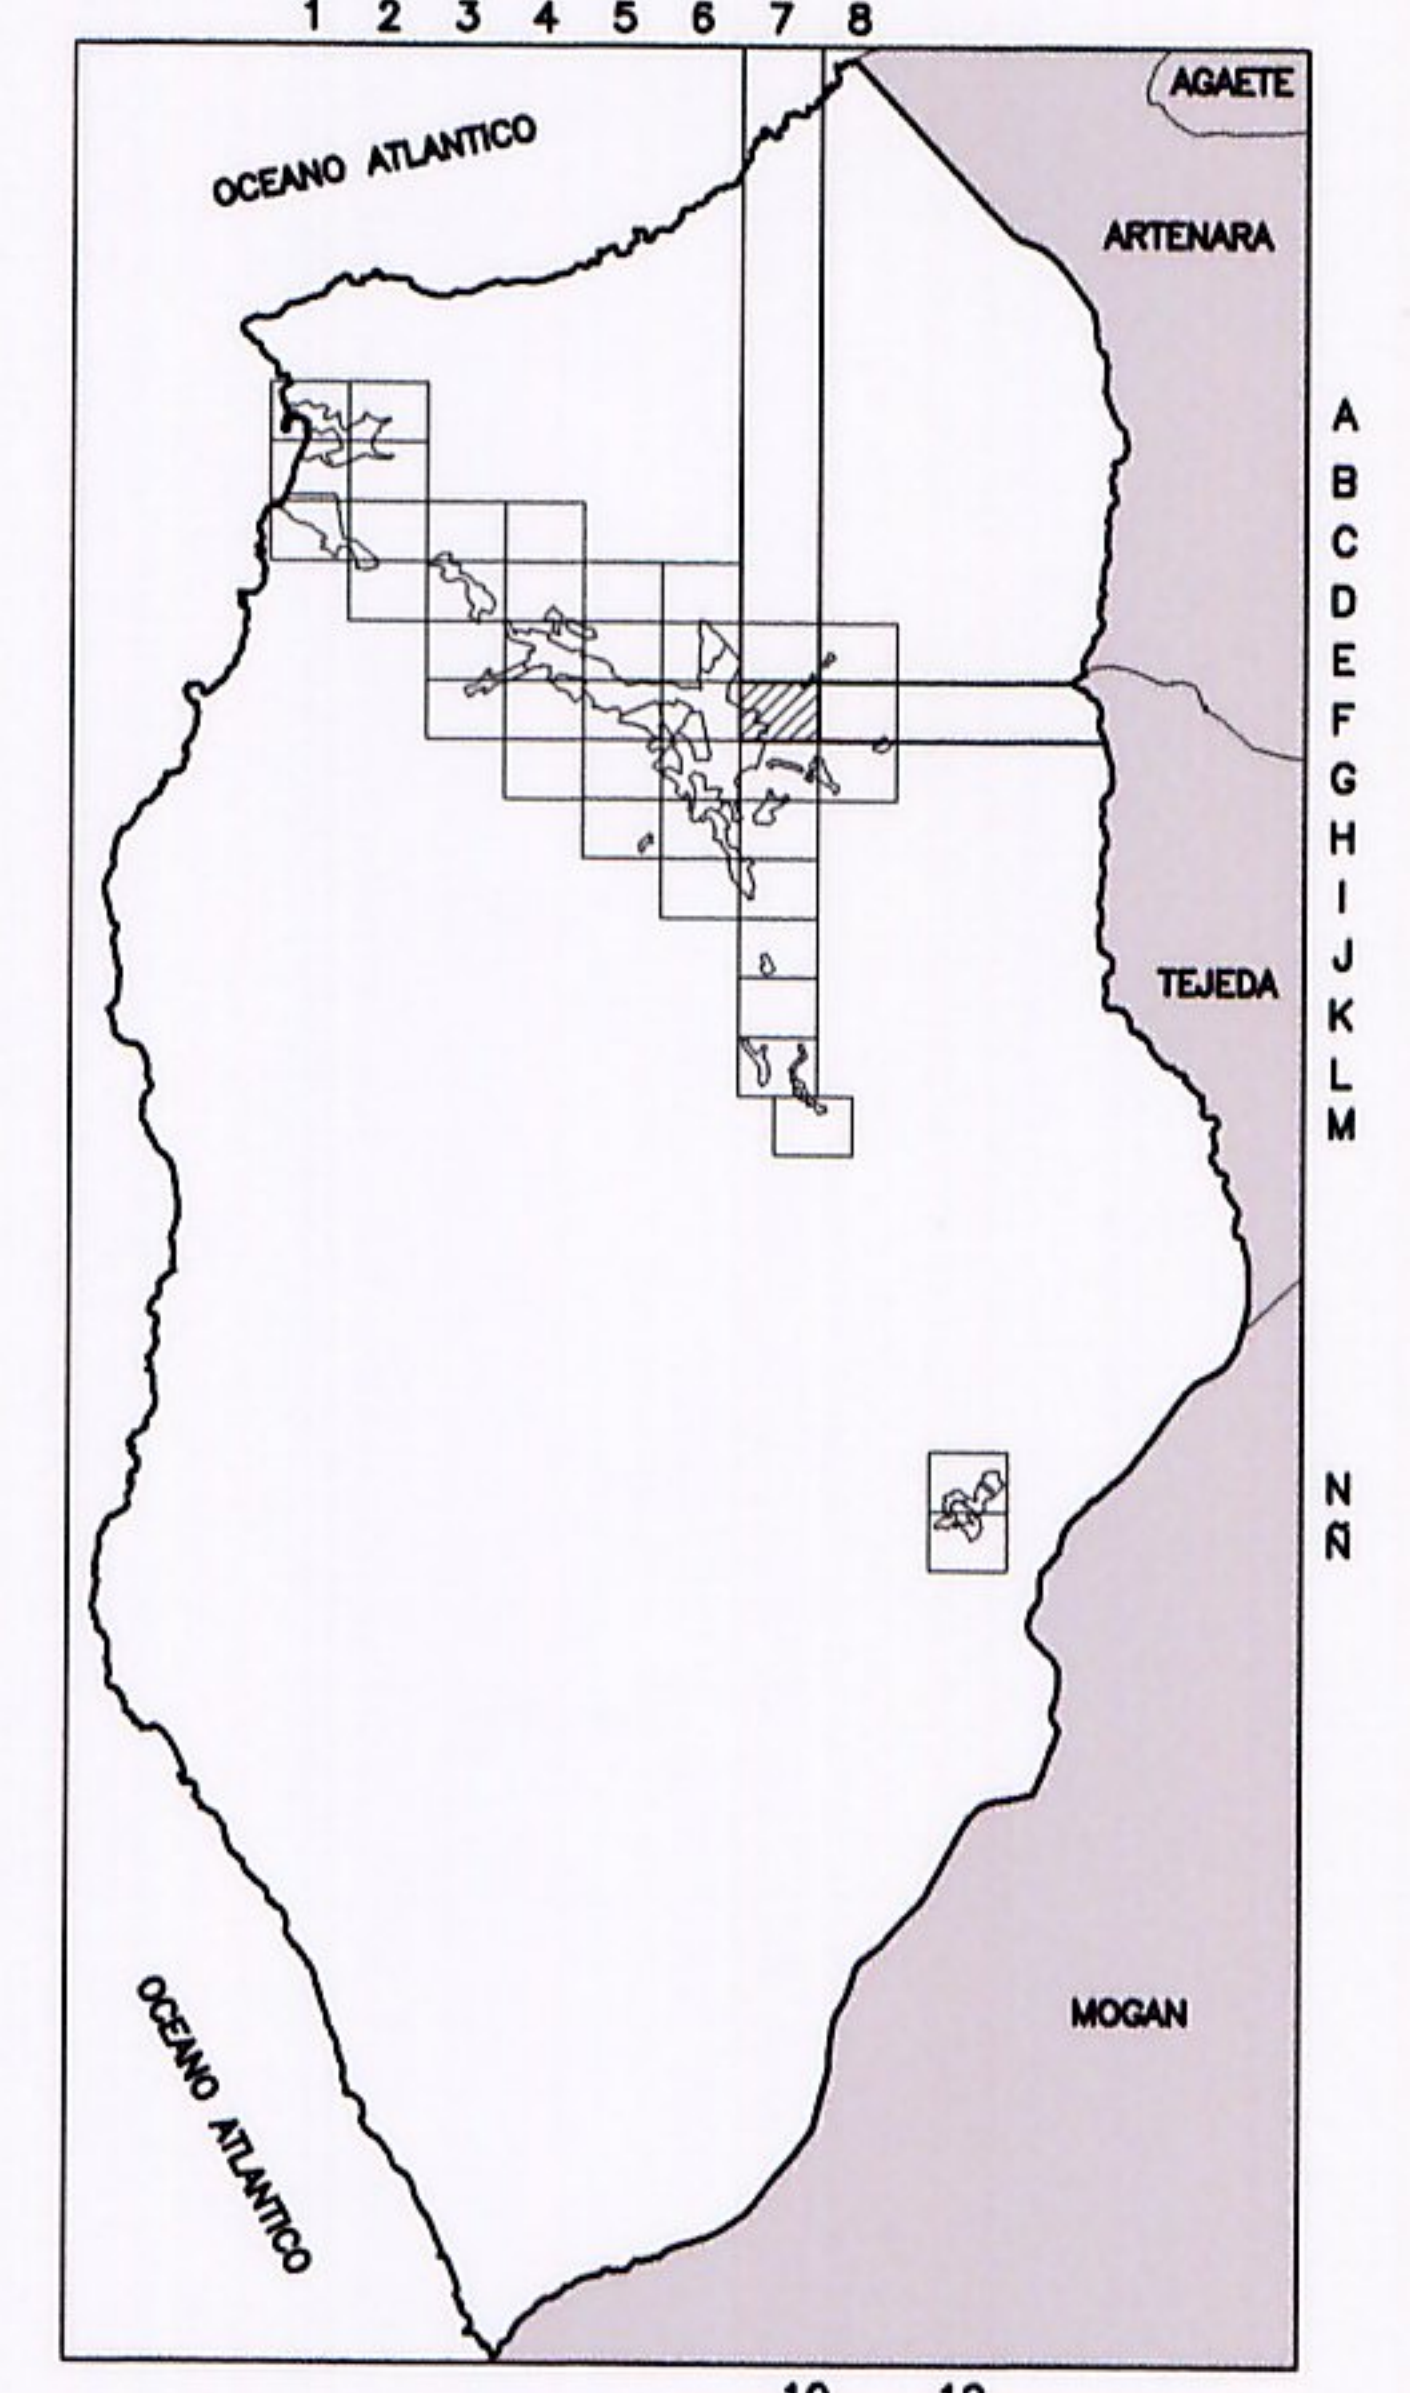 1 2 3 4 5 6 7 8
AGAETE
OCEANO ATLANTICO
ARTENARA
A
B
C
D
E
F
G
H
I
J
TEJEDA
K
L
M
N
Ñ
MOGAN
OCEANO ATLANTICO